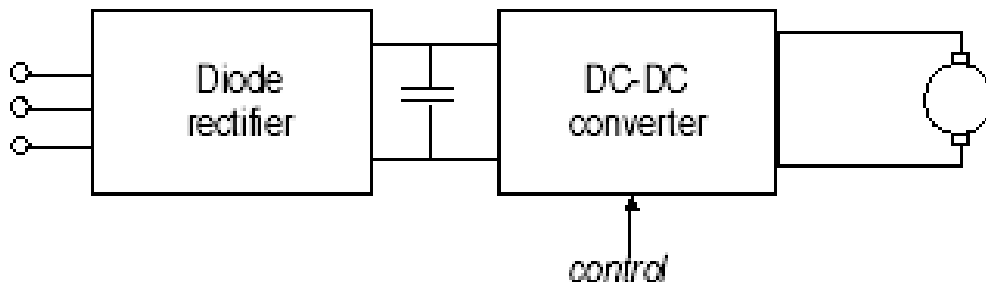 Diode
rectifier
DC-DC
converter
control